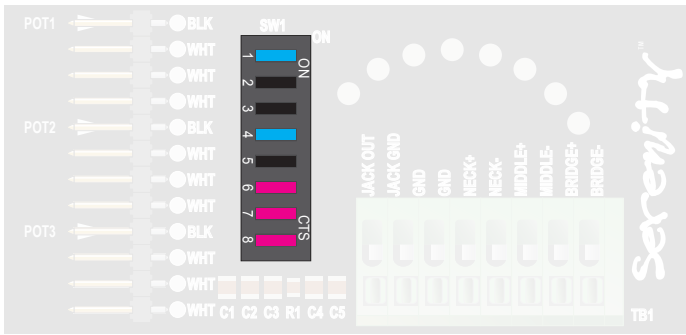 POT1
BLK
WHT
WHT
WHT
POT2
BLK
WHT
WHT
WHT
POT3
BLK
WHT
WHT
WHT
SW1
ON
ON
1
2
3
4
5
6
7
8
CTS
C1 C2 C3 R1 C4 C5
JACK OUT
JACK GND
GND
GND
NECK+
NECK-
MIDDLE+
MIDDLE-
BRIDGE+
BRIDGE-
TB1
serenity